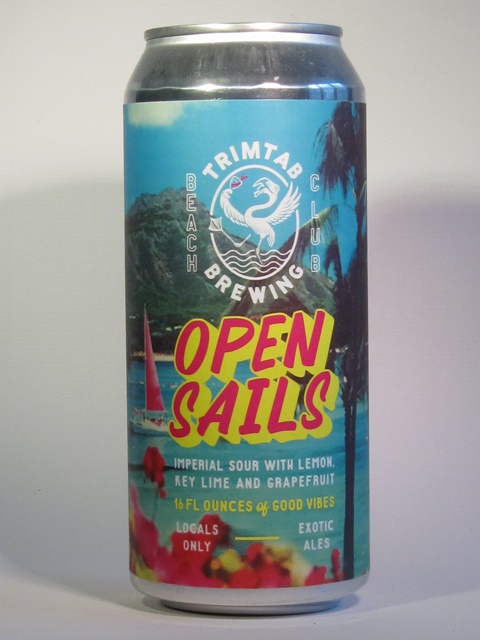 TRIMTAB
BEACH
CLUB
BREWING
OPEN
SAILS
IMPERIAL SOUR WITH LEMON,
KEY LIME AND GRAPEFRUIT
16 FL OUNCES of GOOD VIBES
LOCALS
ONLY
EXOTIC
ALES